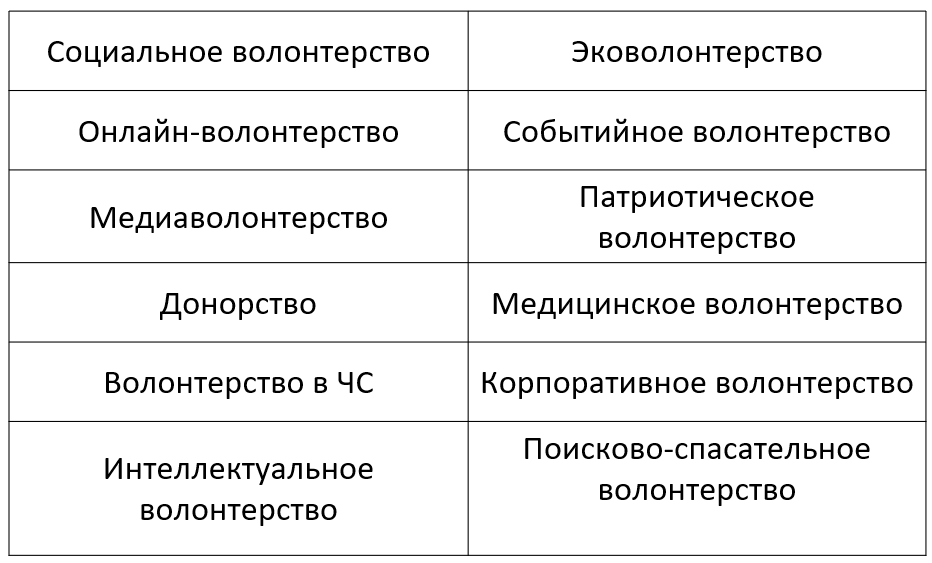 Социальное волонтерство
Эковолонтерство
Онлайн-волонтерство
Событийное волонтерство
Медиаволонтерство
Патриотическое
волонтерство
Донорство
Медицинское волонтерство
Волонтерство в ЧС
Корпоративное волонтерство
Интеллектуальное
волонтерство
Поисково-спасательное
волонтерство